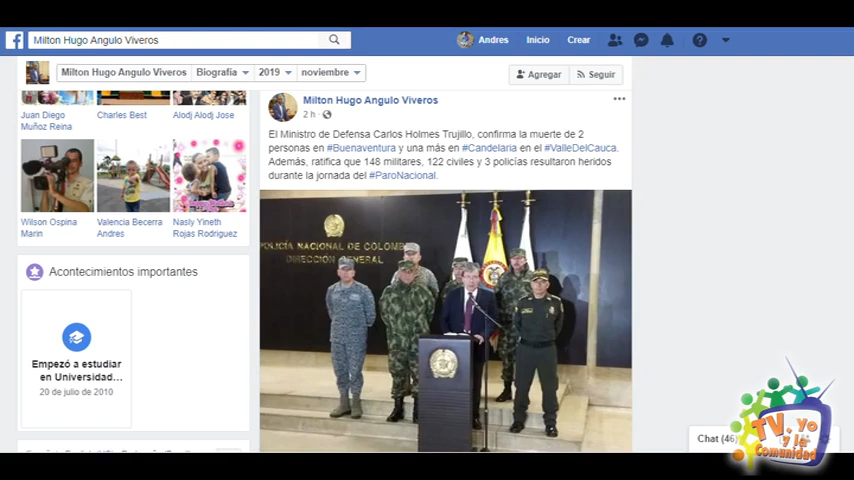 Milton Hugo Angulo Viveros
Andres
Inicio
Crear
Milton Hugo Angulo Viveros
Biografía
2019
noviembre
Agregar
Seguir
Juan Diego
Muñoz Reina
Charles Best
Alodj Alodj Jose
Wilson Ospina
Marin
Valencia Becerra
Andres
Nasly Yineth
Rojas Rodriguez
Acontecimientos importantes
Empezó a estudiar
en Universidad...
20 de julio de 2010
Milton Hugo Angulo Viveros
2 h
El Ministro de Defensa Carlos Holmes Trujillo, confirma la muerte de 2
personas en #Buenaventura y una más en #Candelaria en el #ValleDelCauca.
Además, ratifica que 148 militares, 122 civiles y 3 policías resultaron heridos
durante la jornada del #ParoNacional.
POLICÍA NACIONAL DE COLOMBIA
DIRECCIÓN GENERAL
Chat (46)
TV, yo
y la
Comunidad